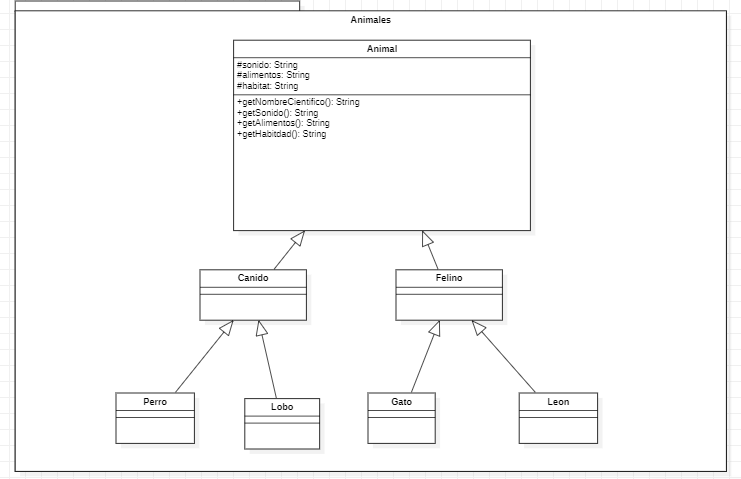 Animales
Animal
#sonido: String
#alimentos: String
#habitat: String
+getNombreCientifico(): String
+getSonido(): String
+getAlimentos(): String
+getHabitdad(): String
Canido
Felino
Perro
Lobo
Gato
Leon